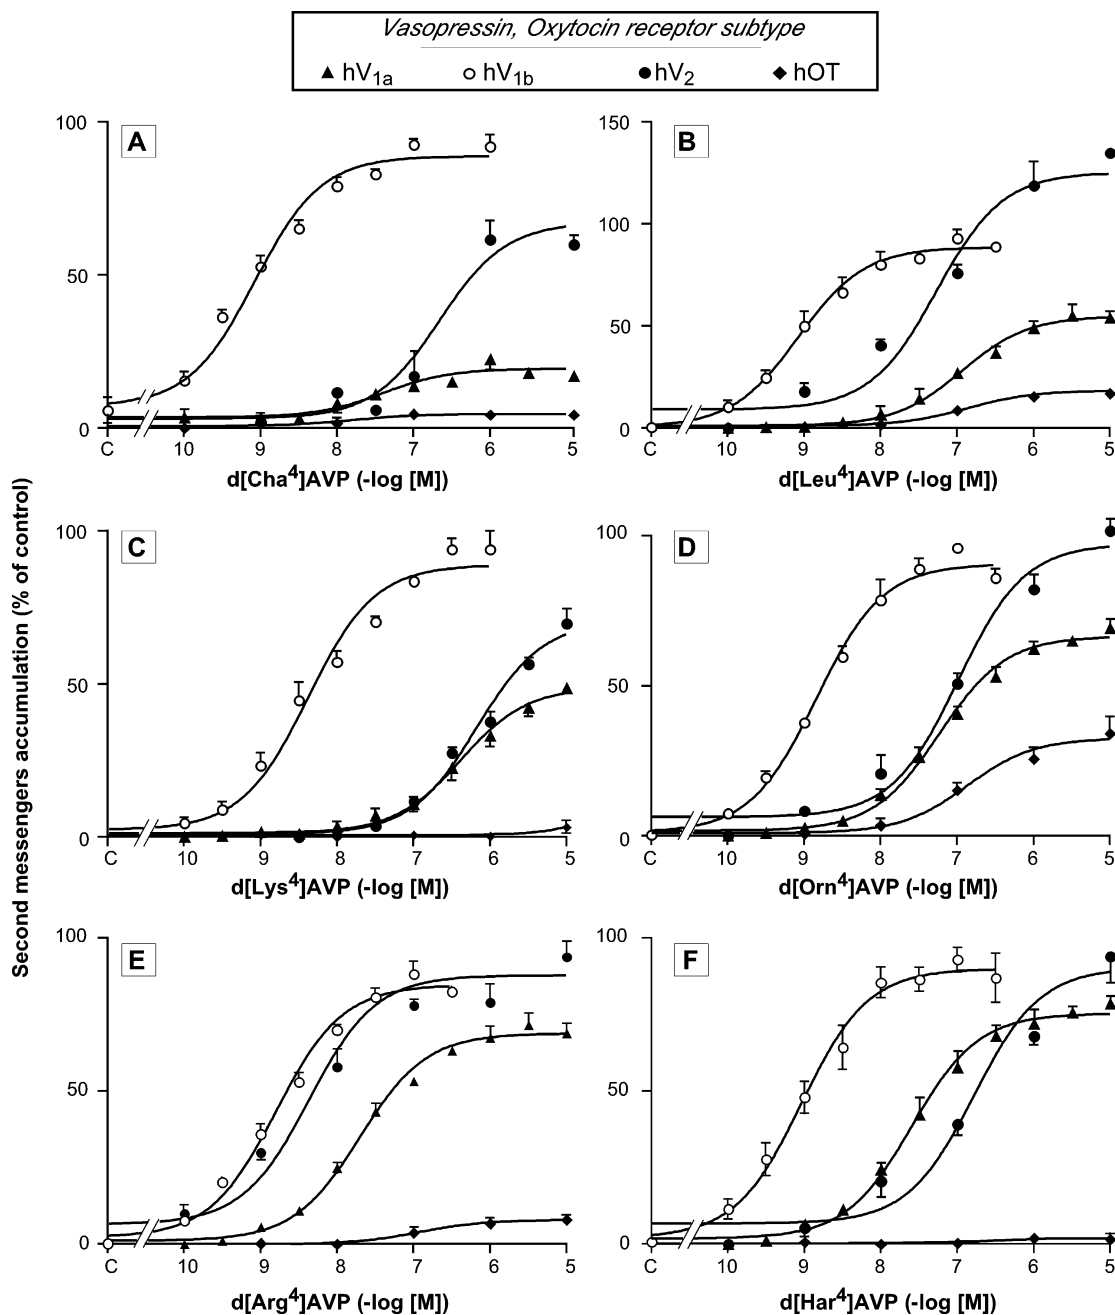 Vasopressin, Oxytocin receptor subtype
▲ hV1a ○ hV1b ● hV2 ◆ hOT
A
100
50
0
C 10 9 8 7 6 5
d[Cha4]AVP (-log [M])
B
150
100
50
0
C 10 9 8 7 6 5
d[Leu4]AVP (-log [M])
Second messengers accumulation (% of control)
C
100
50
0
C 10 9 8 7 6 5
d[Lys4]AVP (-log [M])
D
100
50
0
C 10 9 8 7 6 5
d[Orn4]AVP (-log [M])
E
100
50
0
C 10 9 8 7 6 5
d[Arg4]AVP (-log [M])
F
100
50
0
C 10 9 8 7 6 5
d[Har4]AVP (-log [M])